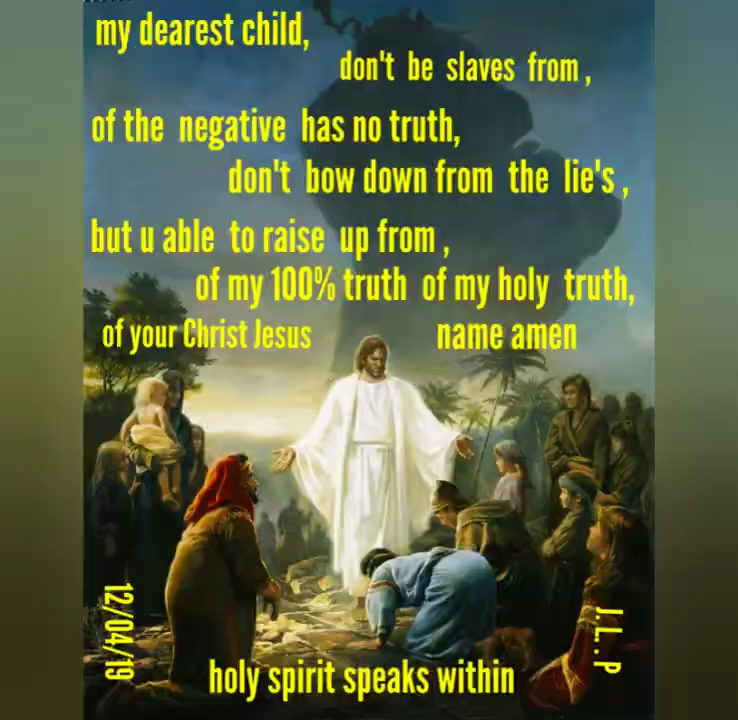 my dearest child,
don't be slaves from ,
of the negative has no truth,
don't bow down from the lie's ,
but u able to raise up from ,
of my 100% truth of my holy truth,
of your Christ Jesus name amen
12/04/19
J.L.P
holy spirit speaks within